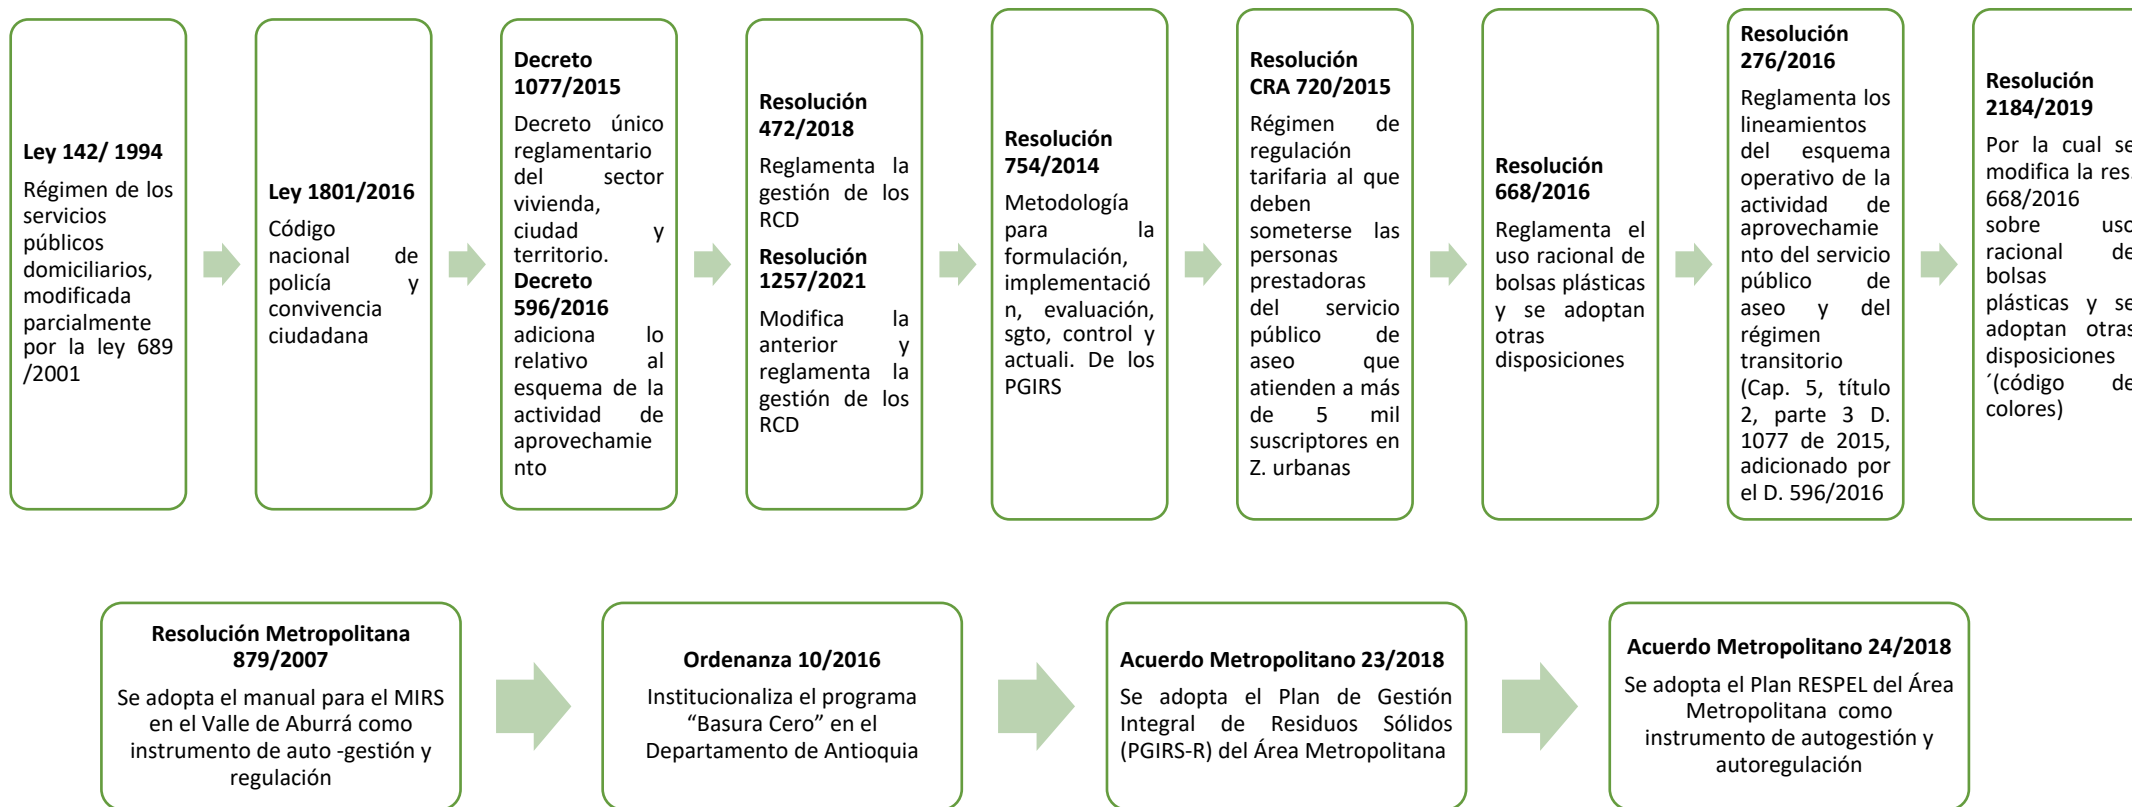 Ley 142/ 1994
Régimen de los
servicios
públicos
domiciliarios,
modificada
parcialmente
por la ley 689
/2001
Ley 1801/2016
Código
nacional de
policía y
convivencia
ciudadana
Decreto
1077/2015
Decreto único
reglamentario
del sector
vivienda,
ciudad y
territorio.
Decreto
596/2016
adiciona lo
relativo al
esquema de la
actividad de
aprovechamie
nto
Resolución
472/2018
Reglamenta la
gestión de los
RCD
Resolución
1257/2021
Modifica la
anterior y
reglamenta la
gestión de los
RCD
Resolución
754/2014
Metodología
para la
formulación,
implementació
n, evaluación,
sgto, control y
actuali. De los
PGIRS
Resolución
CRA 720/2015
Régimen de
regulación
tarifaria al que
deben
someterse las
personas
prestadoras
del servicio
público de
aseo que
atienden a más
de 5 mil
suscriptores en
Z. urbanas
Resolución
668/2016
Reglamenta el
uso racional de
bolsas plásticas
y se adoptan
otras
disposiciones
Resolución
276/2016
Reglamenta los
lineamientos
del esquema
operativo de la
actividad de
aprovechamie
nto del servicio
público de
aseo y del
régimen
transitorio
(Cap. 5, título
2, parte 3 D.
1077 de 2015,
adicionado por
el D. 596/2016
Resolución
2184/2019
Por la cual se
modifica la res.
668/2016
sobre uso
racional de
bolsas
plásticas y se
adoptan otras
disposiciones
´(código de
colores)
Resolución Metropolitana
879/2007
Se adopta el manual para el MIRS
en el Valle de Aburrá como
instrumento de auto -gestión y
regulación
Ordenanza 10/2016
Institucionaliza el programa
“Basura Cero” en el
Departamento de Antioquia
Acuerdo Metropolitano 23/2018
Se adopta el Plan de Gestión
Integral de Residuos Sólidos
(PGIRS-R) del Área Metropolitana
Acuerdo Metropolitano 24/2018
Se adopta el Plan RESPEL del Área
Metropolitana como
instrumento de autogestión y
autoregulación